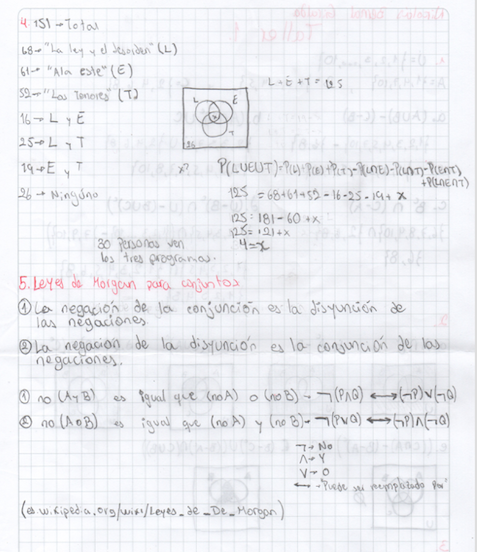 4. 151 → Total
68 → "La ley y el desorden" (L)
61 → "Ala este" (E)
52 → "Los Tenores" (T)
16 → L y E
25 → L y T
19 → E y T
26 → Ninguno
L + E + T = 125
L E
T
26
x?
P(LUEUT) = P(L) + P(E) + P(T) - P(L∩E) - P(L∩T) - P(E∩T)
+ P(L∩E∩T)
125 = 68+61+52-16-25-19+x
125 = 181-60+x
125 = 121+x
4 = x
30 personas ven
los tres programas.
5. Leyes de Morgan para conjuntos
① La negación de la conjunción es la disyunción de
las negaciones
② La negación de la disyunción es la conjunción de las
negaciones.
① no (A y B) es igual que (no A) o (no B) → ¬(P∧Q) ⟷ (¬P)∨(¬Q)
② no (A o B) es igual que (no A) y (no B) → ¬(P∨Q) ⟷ (¬P)∧(¬Q)
¬ → No
∧ → Y
∨ → O
⟷ → "Puede ser reemplazado por"
(es.wikipedia.org/wiki/Leyes_de_De_Morgan)